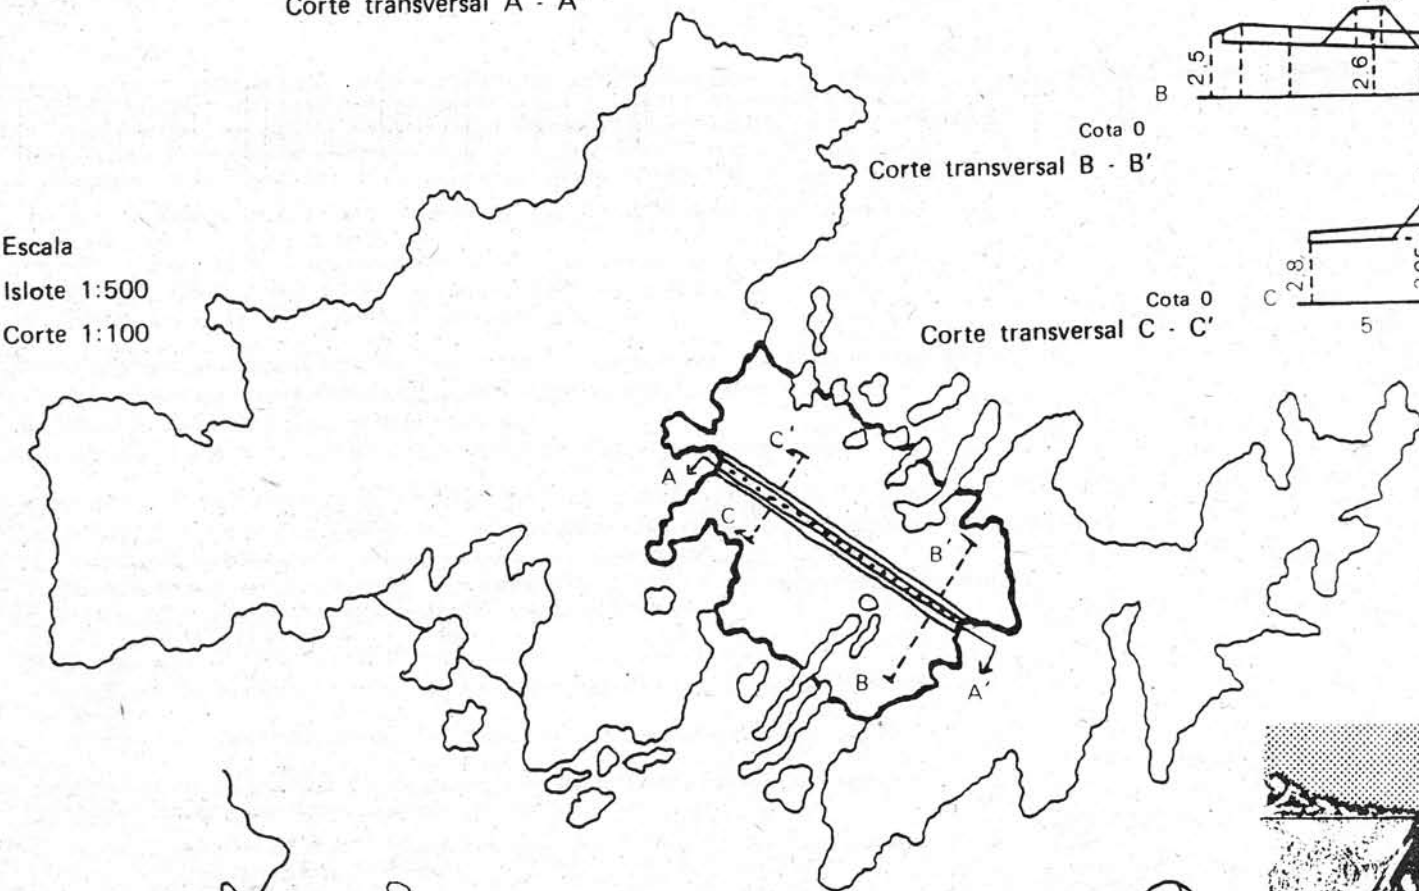 Corte transversal A - A
2.5
2.6
B
Cota 0
Corte transversal B - B'
Escala
Islote 1:500
Corte 1:100
2.8
C
Cota 0
5
Corte transversal C - C'
C'
A
C
B'
B
A'